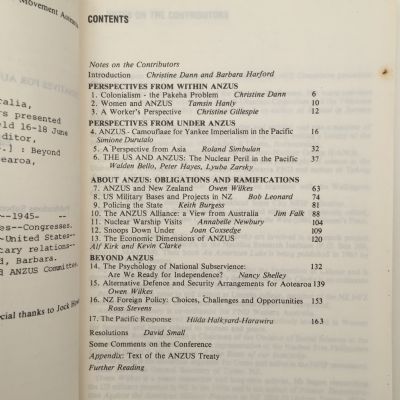 Movement Aotearoa
alia,
rs presented
eld 16-18 June
ditor,
.] : Beyond
earoa,
--1945- --
es--Congresses.
-United States-
tary relations--
d, Barbara.
d ANZUS Committee.
ecial thanks to Jock
CONTENTS
Notes on the Contributors
Introduction Christine Dann and Barbara Harford
PERSPECTIVES FROM WITHIN ANZUS
1. Colonialism - the Pakeha Problem Christine Dann 6
2. Women and ANZUS Tamsin Hanly 10
3. A Worker's Perspective Christine Gillespie 12
PERSPECTIVES FROM UNDER ANZUS
4. ANZUS - Camouflage for Yankee Imperialism in the Pacific 16
Simione Durutalo
5. A Perspective from Asia Roland Simbulan 32
6. THE US AND ANZUS: The Nuclear Peril in the Pacific 37
Walden Bello, Peter Hayes, Lyuba Zarsky
ABOUT ANZUS: OBLIGATIONS AND RAMIFICATIONS
7. ANZUS and New Zealand Owen Wilkes 63
8. US Military Bases and Projects in NZ Bob Leonard 74
9. Policing the State Keith Burgess 81
10. The ANZUS Alliance: a View from Australia Jim Falk 88
11. Nuclear Warship Visits Annabelle Newbury 104
12. Snoops Down Under Joan Coxsedge 109
13. The Economic Dimensions of ANZUS 120
Alf Kirk and Kevin Clarke
BEYOND ANZUS
14. The Psychology of National Subservience: 132
Are We Ready for Independence? Nancy Shelley
15. Alternative Defence and Security Arrangements for Aotearoa 139
Owen Wilkes
16. NZ Foreign Policy: Choices, Challenges and Opportunities 153
Ross Stevens
17. The Pacific Response Hilda Halkyard-Harawira 163
Resolutions David Small
Some Comments on the Conference
Appendix: Text of the ANZUS Treaty
Further Reading